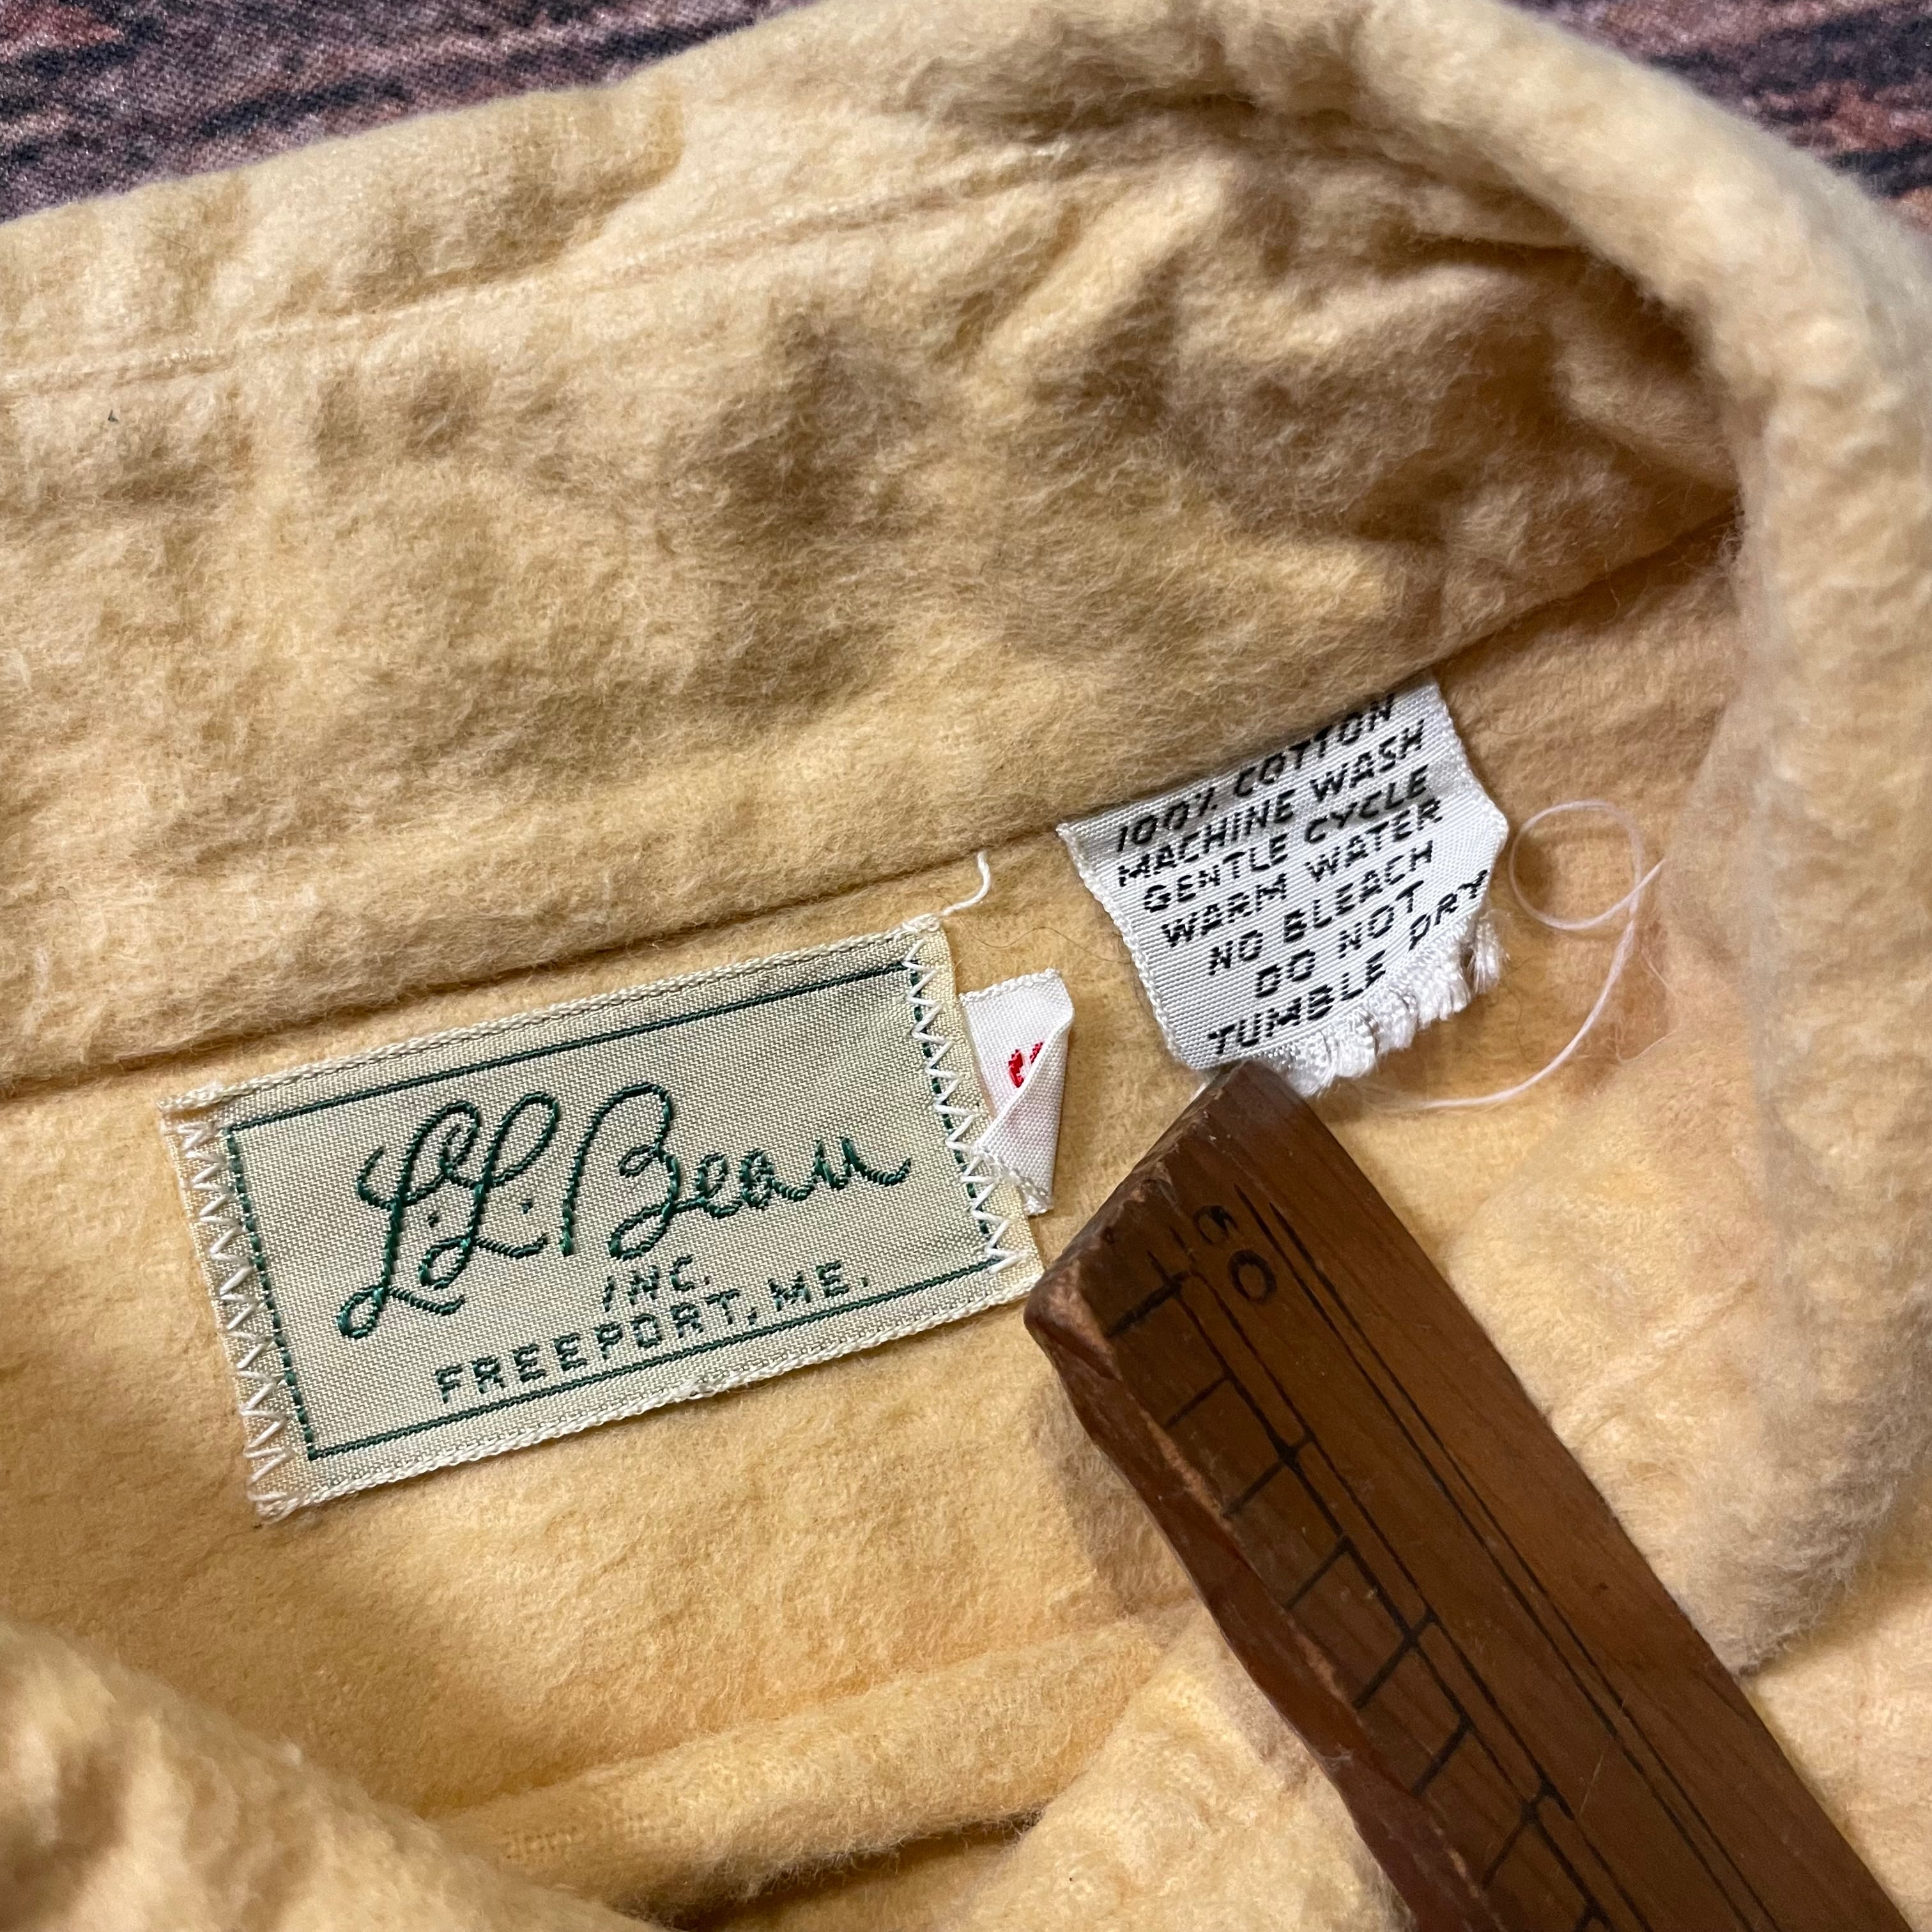 L.L. Bean
INC.
FREEPORT, ME.
100% COTTON
MACHINE WASH
GENTLE CYCLE
WARM WATER
NO BLEACH
DO NOT
TUMBLE DRY
60